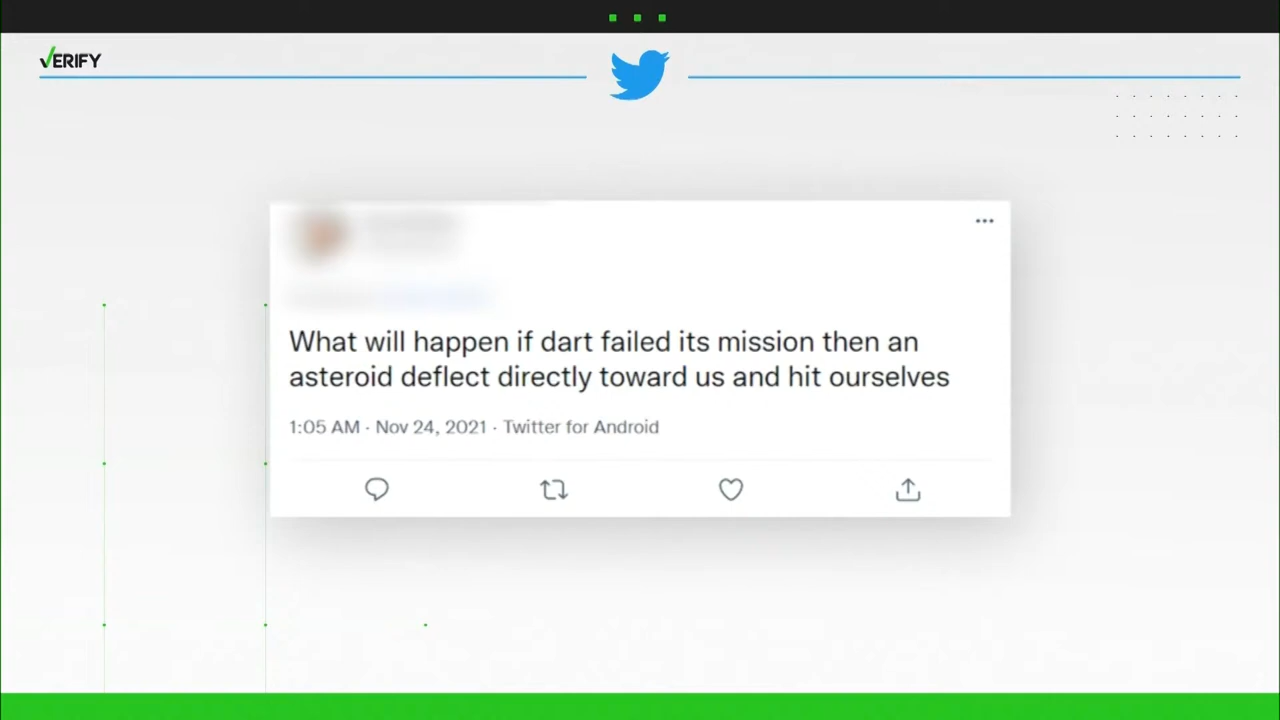 VERIFY
What will happen if dart failed its mission then an
asteroid deflect directly toward us and hit ourselves
1:05 AM · Nov 24, 2021 · Twitter for Android